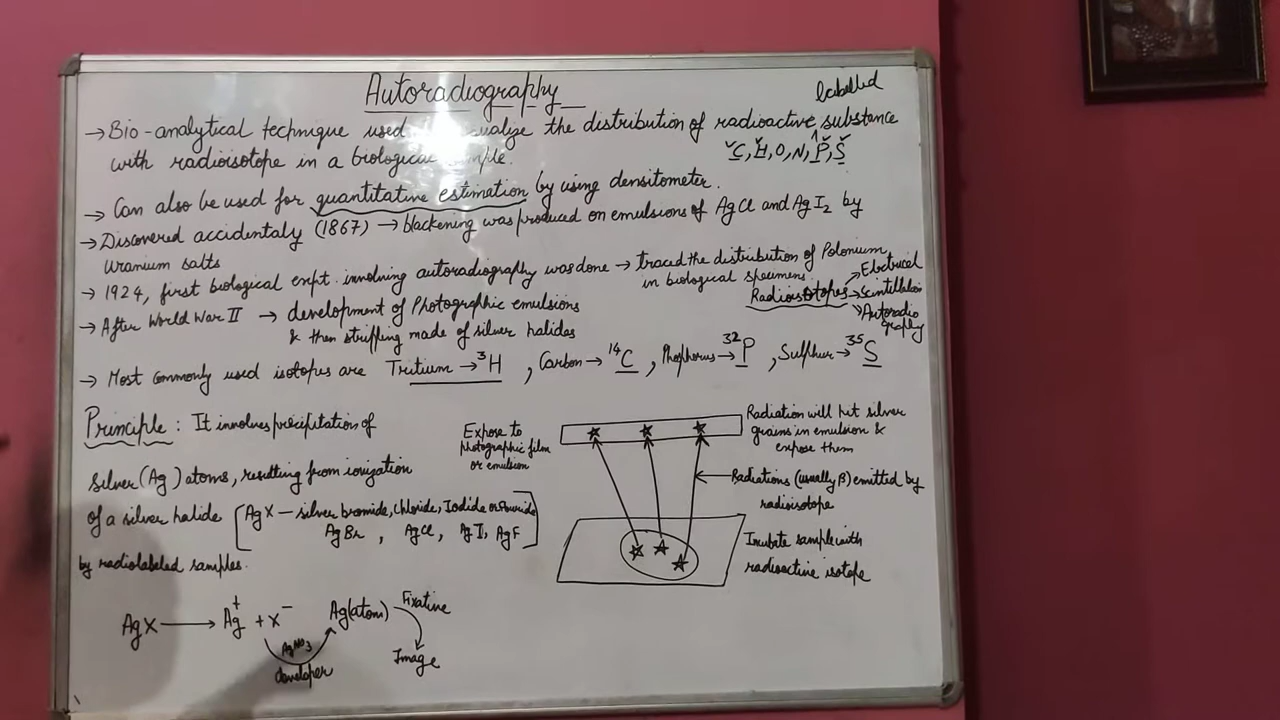 Autoradiography
labelled
→ Bio-analytical technique used the distribution of radioactive ^ substance
with radioisotope in a biological
C, H, O, N, P, S
→ Can also be used for quantitative estimation by using densitometer.
→ Discovered accidentaly (1867) → blackening was produced on emulsions of AgCl and AgI₂ by
Uranium salts
→ 1924, first biological expt. involving autoradiography was done → traced the distribution of Polonium
in biological specimens.
→ After World War II → development of Photographic emulsions
& then stripping made of silver halides
Radioisotopes → Electrical
→ Scintillation
→ Autoradio
graphy
→ Most commonly used isotopes are Tritium → ³H , Carbon → ¹⁴C , Phosphorus → ³²P , Sulphur → ³⁵S
Principle : It involves precipitation of
Silver (Ag) atoms, resulting from ionization
of a silver halide [AgX — silver bromide, chloride, Iodide or flouride
AgBr , AgCl, AgI, AgF]
by radiolabeled samples.
AgX → Ag⁺ + X⁻ Ag(atom) Fixative
AgNO₃
developer
Image
Expose to
photographic film
or emulsion
Radiation will hit silver
grains in emulsion &
expose them
Radiations (usually β) emitted by
radioisotope
Incubate sample with
radioactive isotope